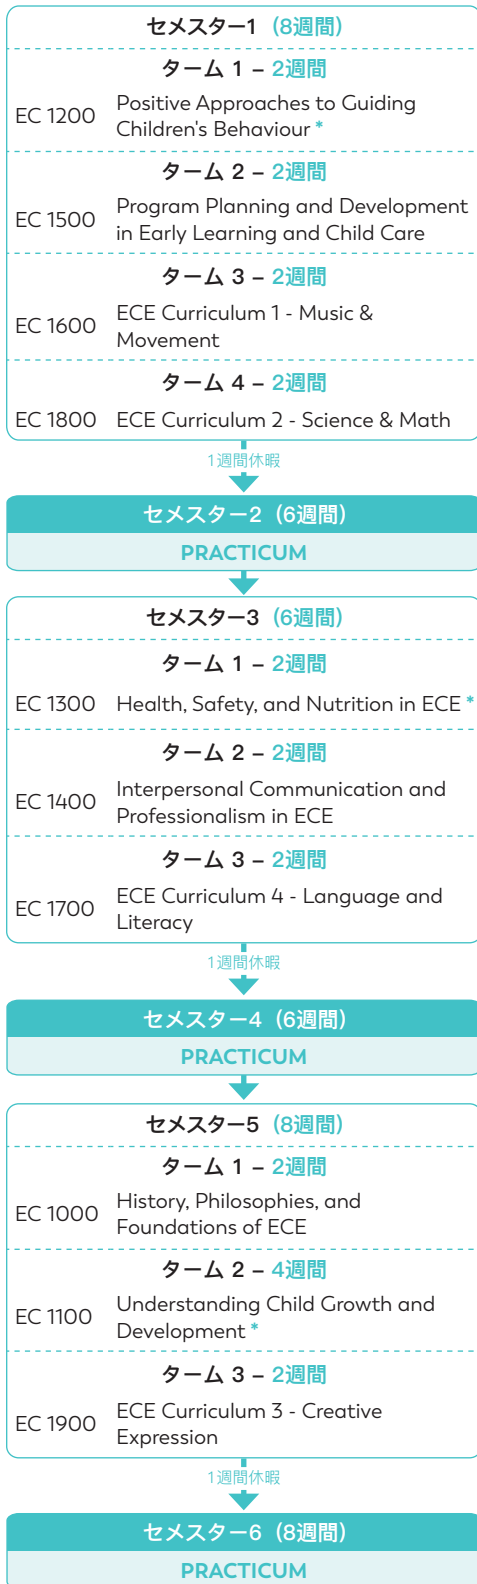 セメスター1 (8週間)
ターム 1 – 2週間
EC 1200 Positive Approaches to Guiding
Children's Behaviour *
ターム 2 – 2週間
EC 1500 Program Planning and Development
in Early Learning and Child Care
ターム 3 – 2週間
EC 1600 ECE Curriculum 1 - Music &
Movement
ターム 4 – 2週間
EC 1800 ECE Curriculum 2 - Science & Math
1週間休暇
セメスター2 (6週間)
PRACTICUM
セメスター3 (6週間)
ターム 1 – 2週間
EC 1300 Health, Safety, and Nutrition in ECE *
ターム 2 – 2週間
EC 1400 Interpersonal Communication and
Professionalism in ECE
ターム 3 – 2週間
EC 1700 ECE Curriculum 4 - Language and
Literacy
1週間休暇
セメスター4 (6週間)
PRACTICUM
セメスター5 (8週間)
ターム 1 – 2週間
EC 1000 History, Philosophies, and
Foundations of ECE
ターム 2 – 4週間
EC 1100 Understanding Child Growth and
Development *
ターム 3 – 2週間
EC 1900 ECE Curriculum 3 - Creative
Expression
1週間休暇
セメスター6 (8週間)
PRACTICUM